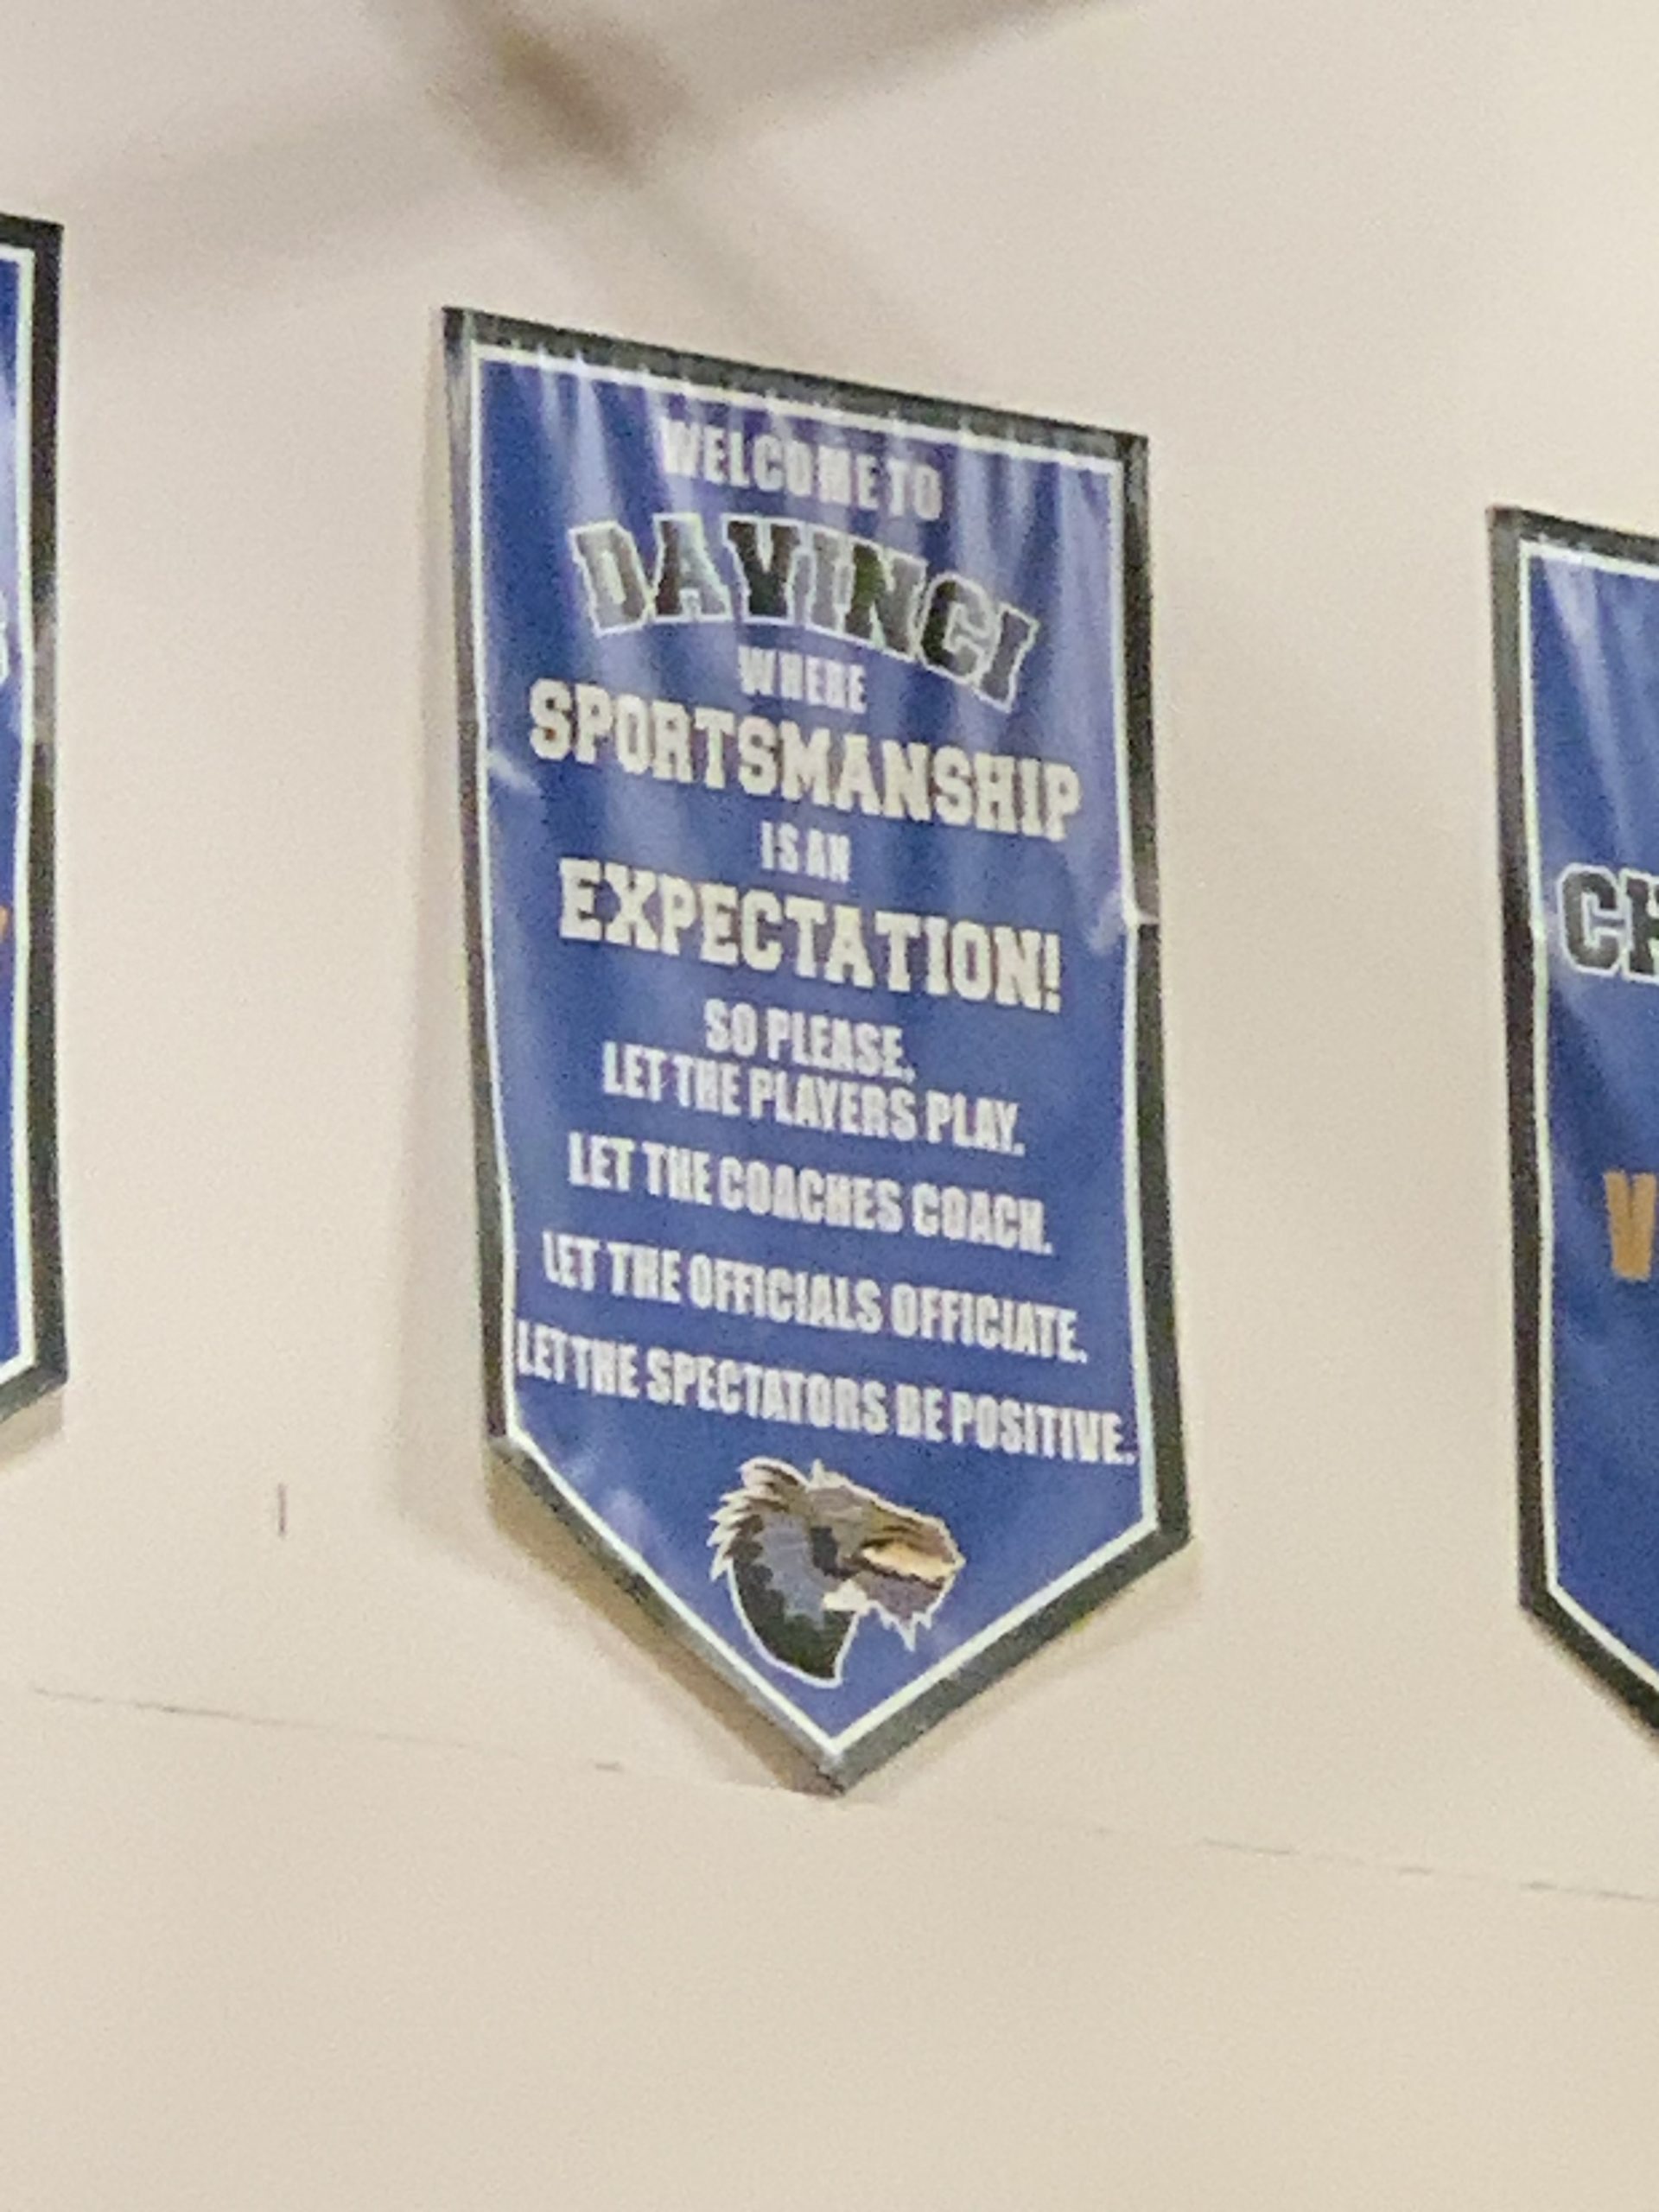 WELCOME TO
DAVINCI
WHERE
SPORTSMANSHIP
IS AN
EXPECTATION!
SO PLEASE,
LET THE PLAYERS PLAY.
LET THE COACHES COACH.
LET THE OFFICIALS OFFICIATE.
LET THE SPECTATORS BE POSITIVE.
CH
V